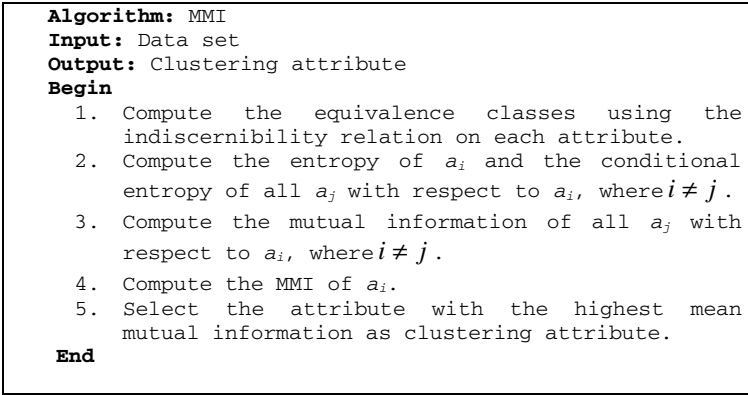 Algorithm: MMI
Input: Data set
Output: Clustering attribute
Begin
1. Compute the equivalence classes using the
indiscernibility relation on each attribute.
2. Compute the entropy of aᵢ and the conditional
entropy of all aⱼ with respect to aᵢ, where i ≠ j .
3. Compute the mutual information of all aⱼ with
respect to aᵢ, where i ≠ j .
4. Compute the MMI of aᵢ.
5. Select the attribute with the highest mean
mutual information as clustering attribute.
End